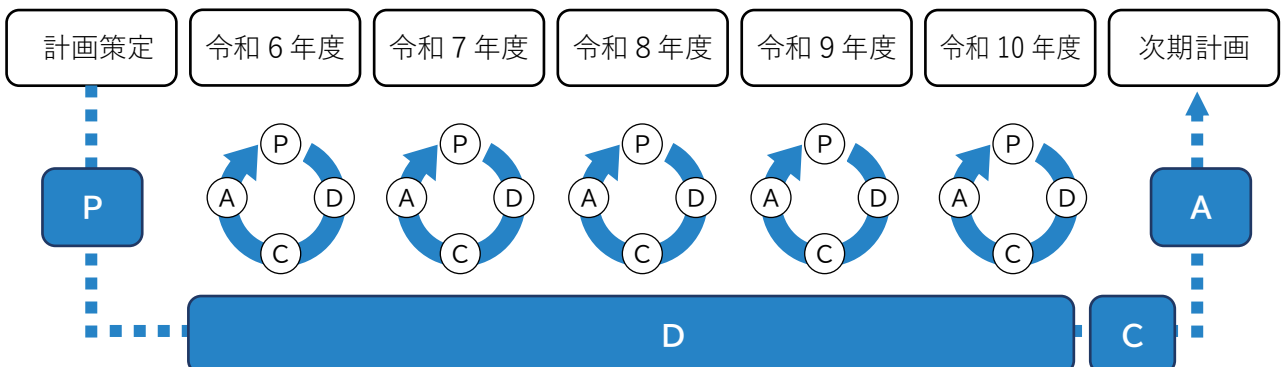 計画策定 令和 6 年度 令和 7 年度 令和 8 年度 令和 9 年度 令和 10 年度 次期計画
P P P P P
P A D A D A D A D A D A
C C C C C
D C